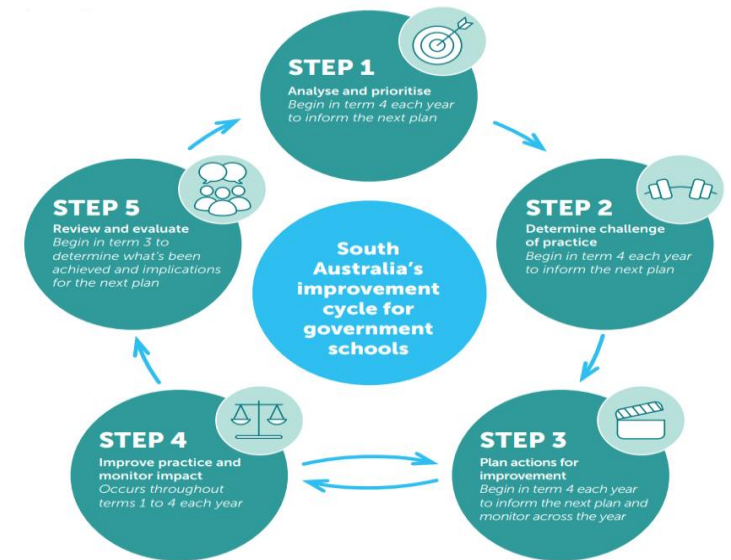 STEP 1
Analyse and prioritise
Begin in term 4 each year
to inform the next plan
STEP 2
Determine challenge
of practice
Begin in term 4 each year
to inform the next plan
STEP 3
Plan actions for
improvement
Begin in term 4 each year
to inform the next plan and
monitor across the year
STEP 4
Improve practice and
monitor impact
Occurs throughout
terms 1 to 4 each year
STEP 5
Review and evaluate
Begin in term 3 to
determine what's been
achieved and implications
for the next plan
South
Australia's
improvement
cycle for
government
schools